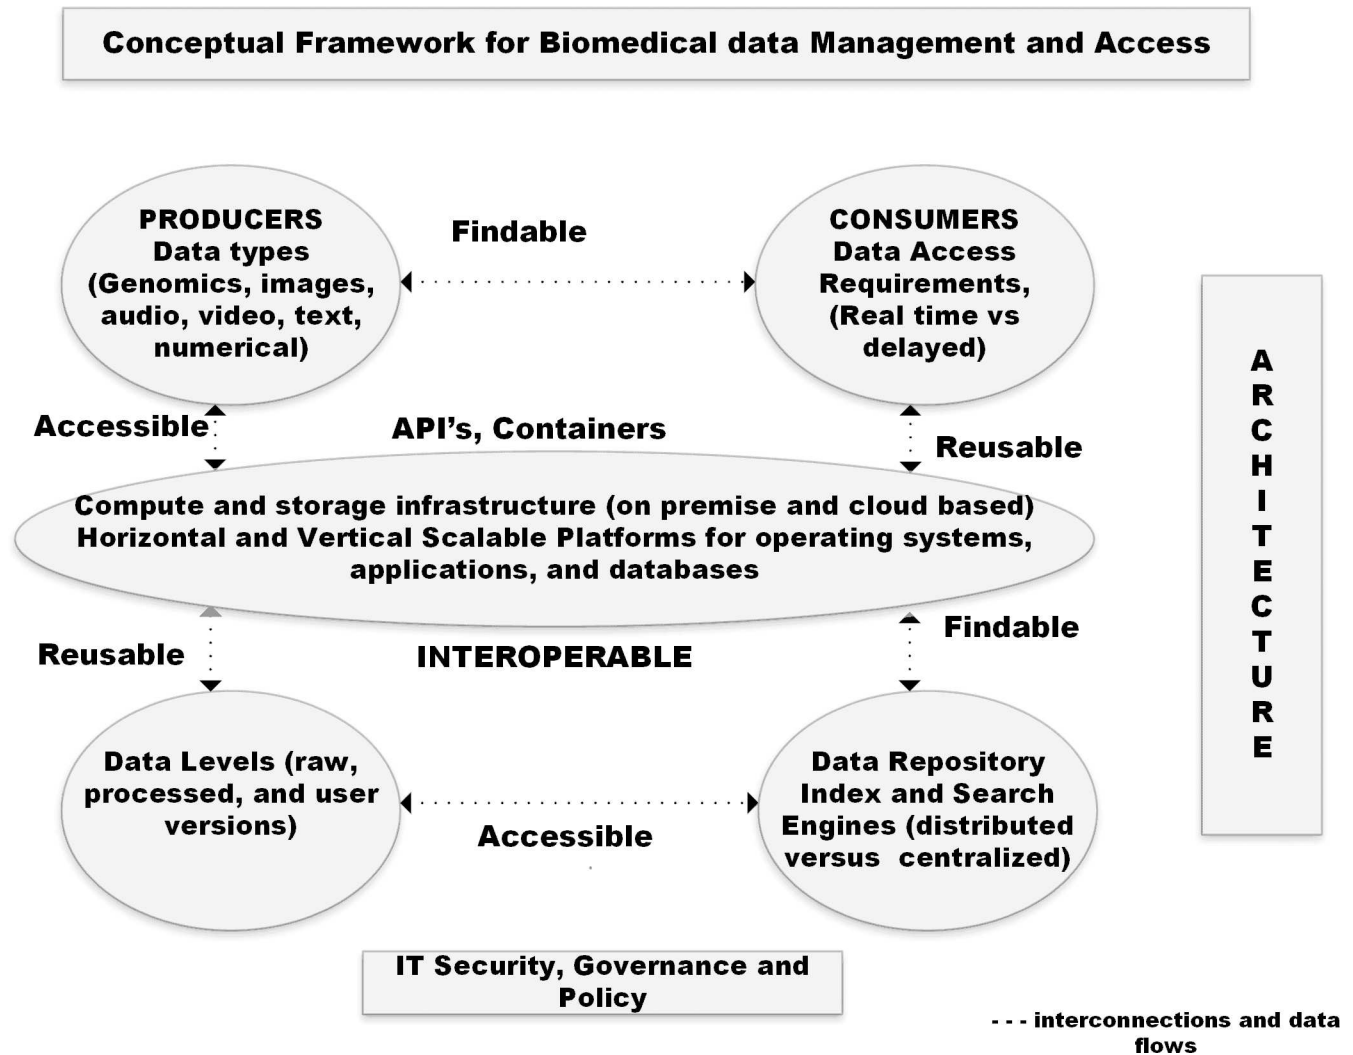 Conceptual Framework for Biomedical data Management and Access
PRODUCERS
Data types
(Genomics, images,
audio, video, text,
numerical)
Findable
CONSUMERS
Data Access
Requirements,
(Real time vs
delayed)
Accessible
API's, Containers
Reusable
Compute and storage infrastructure (on premise and cloud based)
Horizontal and Vertical Scalable Platforms for operating systems,
applications, and databases
Reusable
INTEROPERABLE
Findable
Data Levels (raw,
processed, and user
versions)
Accessible
Data Repository
Index and Search
Engines (distributed
versus centralized)
A
R
C
H
I
T
E
C
T
U
R
E
IT Security, Governance and
Policy
- - - interconnections and data
flows